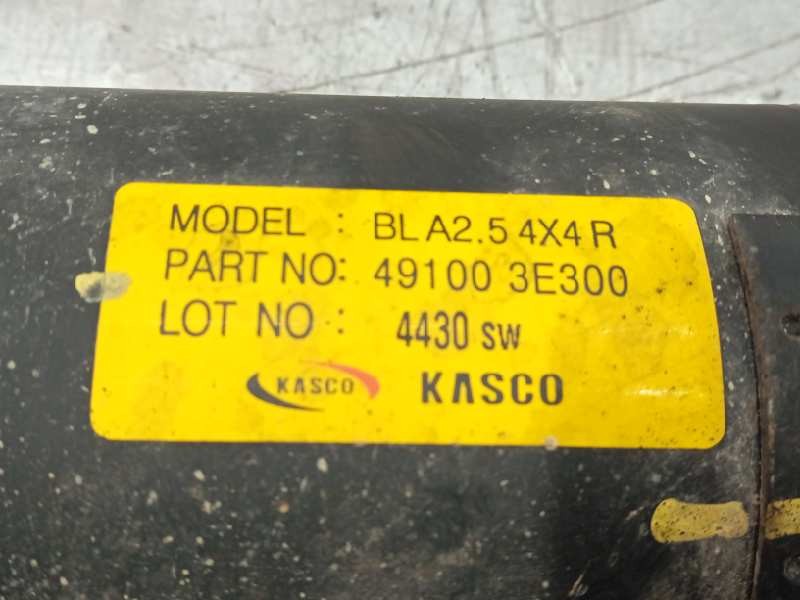 MODEL : BL A2.5 4X4 R
PART NO: 49100 3E300
LOT NO : 4430 SW
KASCO KASCO